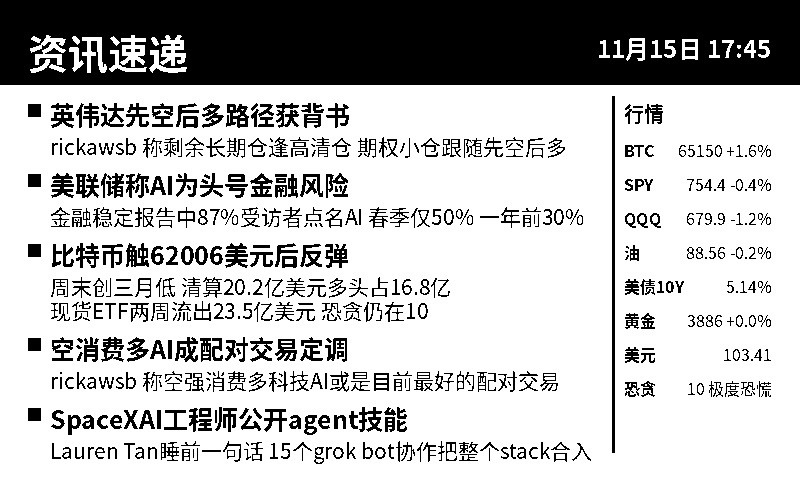 资讯速递
11月15日 17:45
英伟达先空后多路径获背书
rickawsb 称剩余长期仓逢高清仓 期权小仓跟随先空后多
美联储称AI为头号金融风险
金融稳定报告中87%受访者点名AI 春季仅50% 一年前30%
比特币触62006美元后反弹
周末创三月低 清算20.2亿美元多头占16.8亿
现货ETF两周流出23.5亿美元 恐贪仍在10
空消费多AI成配对交易定调
rickawsb 称空强消费多科技AI或是目前最好的配对交易
SpaceXAI工程师公开agent技能
Lauren Tan睡前一句话 15个grok bot协作把整个stack合入
行情
BTC 65150 +1.6%
SPY 754.4 -0.4%
QQQ 679.9 -1.2%
油 88.56 -0.2%
美债10Y 5.14%
黄金 3886 +0.0%
美元 103.41
恐贪 10 极度恐慌